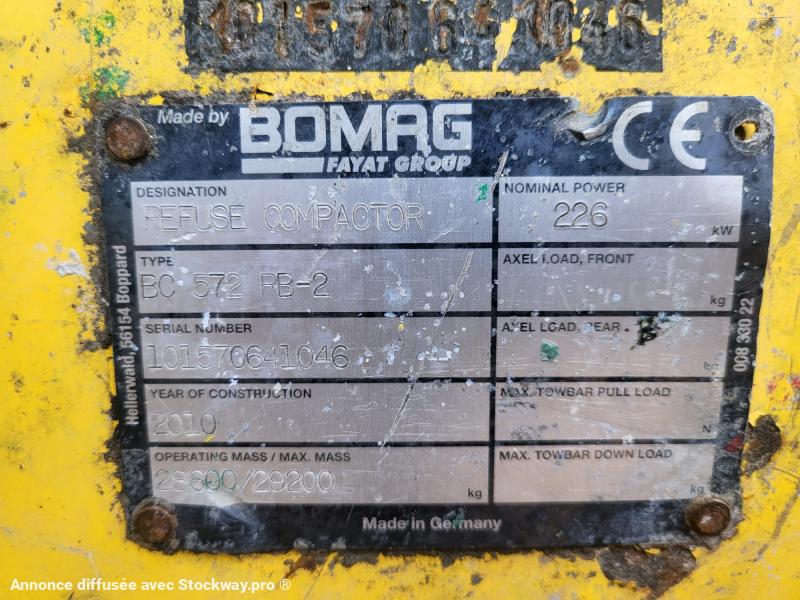 101570641046
Made by BOMAG CE
FAYAT GROUP
DESIGNATION
REFUSE COMPACTOR
NOMINAL POWER
226 kW
TYPE
BC 572 RB-2
AXEL LOAD, FRONT
kg
SERIAL NUMBER
101570641046
AXEL LOAD, REAR
kg
YEAR OF CONSTRUCTION
2010
MAX. TOWBAR PULL LOAD
N
OPERATING MASS / MAX. MASS
28600/29200 kg
MAX. TOWBAR DOWN LOAD
kg
Made in Germany
Hellerwald, 56154 Boppard
008 330 22
Annonce diffusée avec Stockway.pro ®